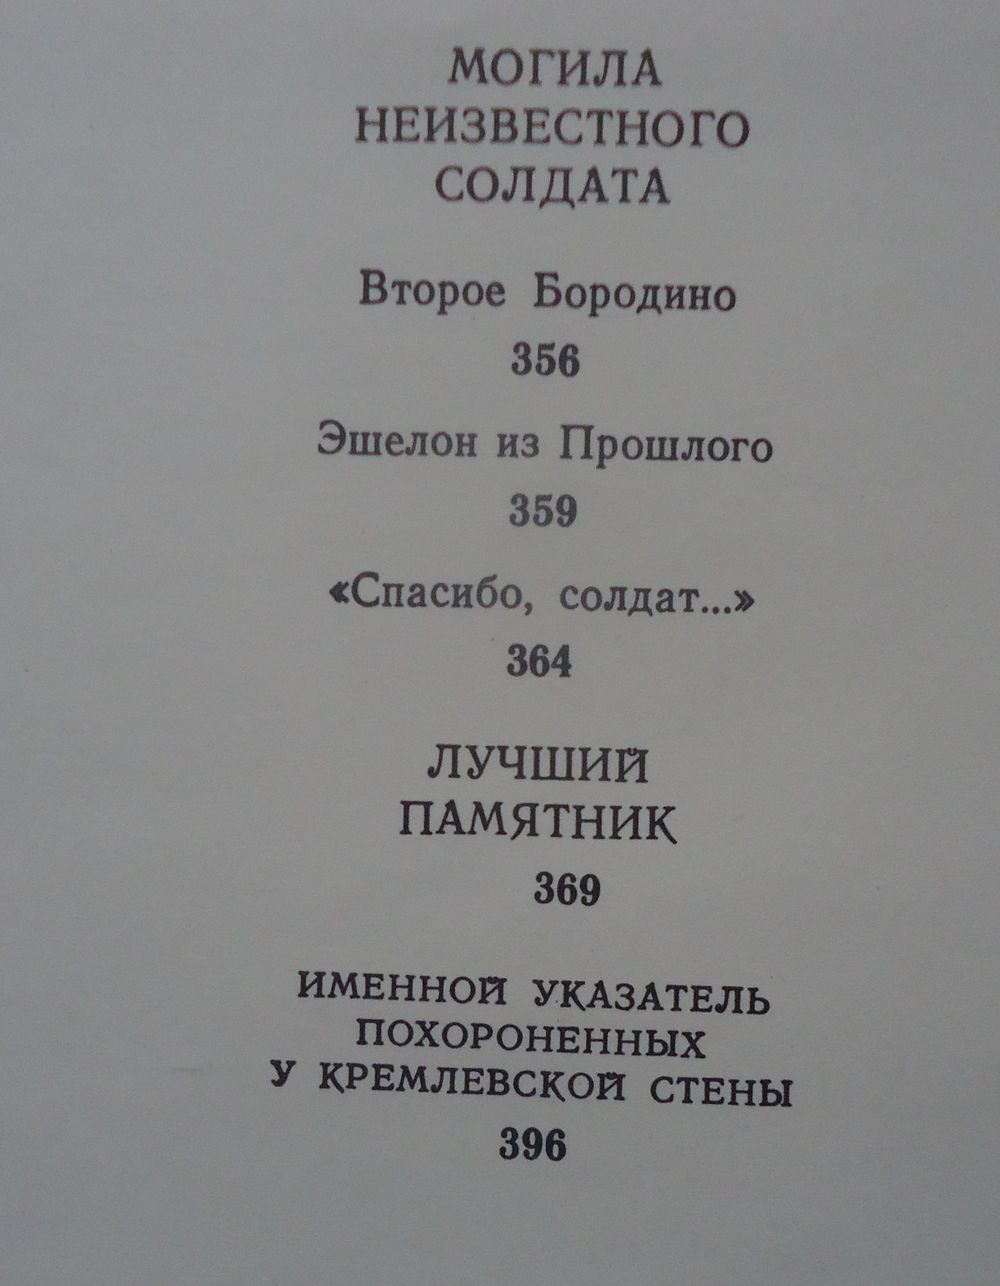 МОГИЛА
НЕИЗВЕСТНОГО
СОЛДАТА
Второе Бородино
356
Эшелон из Прошлого
359
«Спасибо, солдат...»
364
ЛУЧШИЙ
ПАМЯТНИК
369
ИМЕННОЙ УКАЗАТЕЛЬ
ПОХОРОНЕННЫХ
У КРЕМЛЕВСКОЙ СТЕНЫ
396